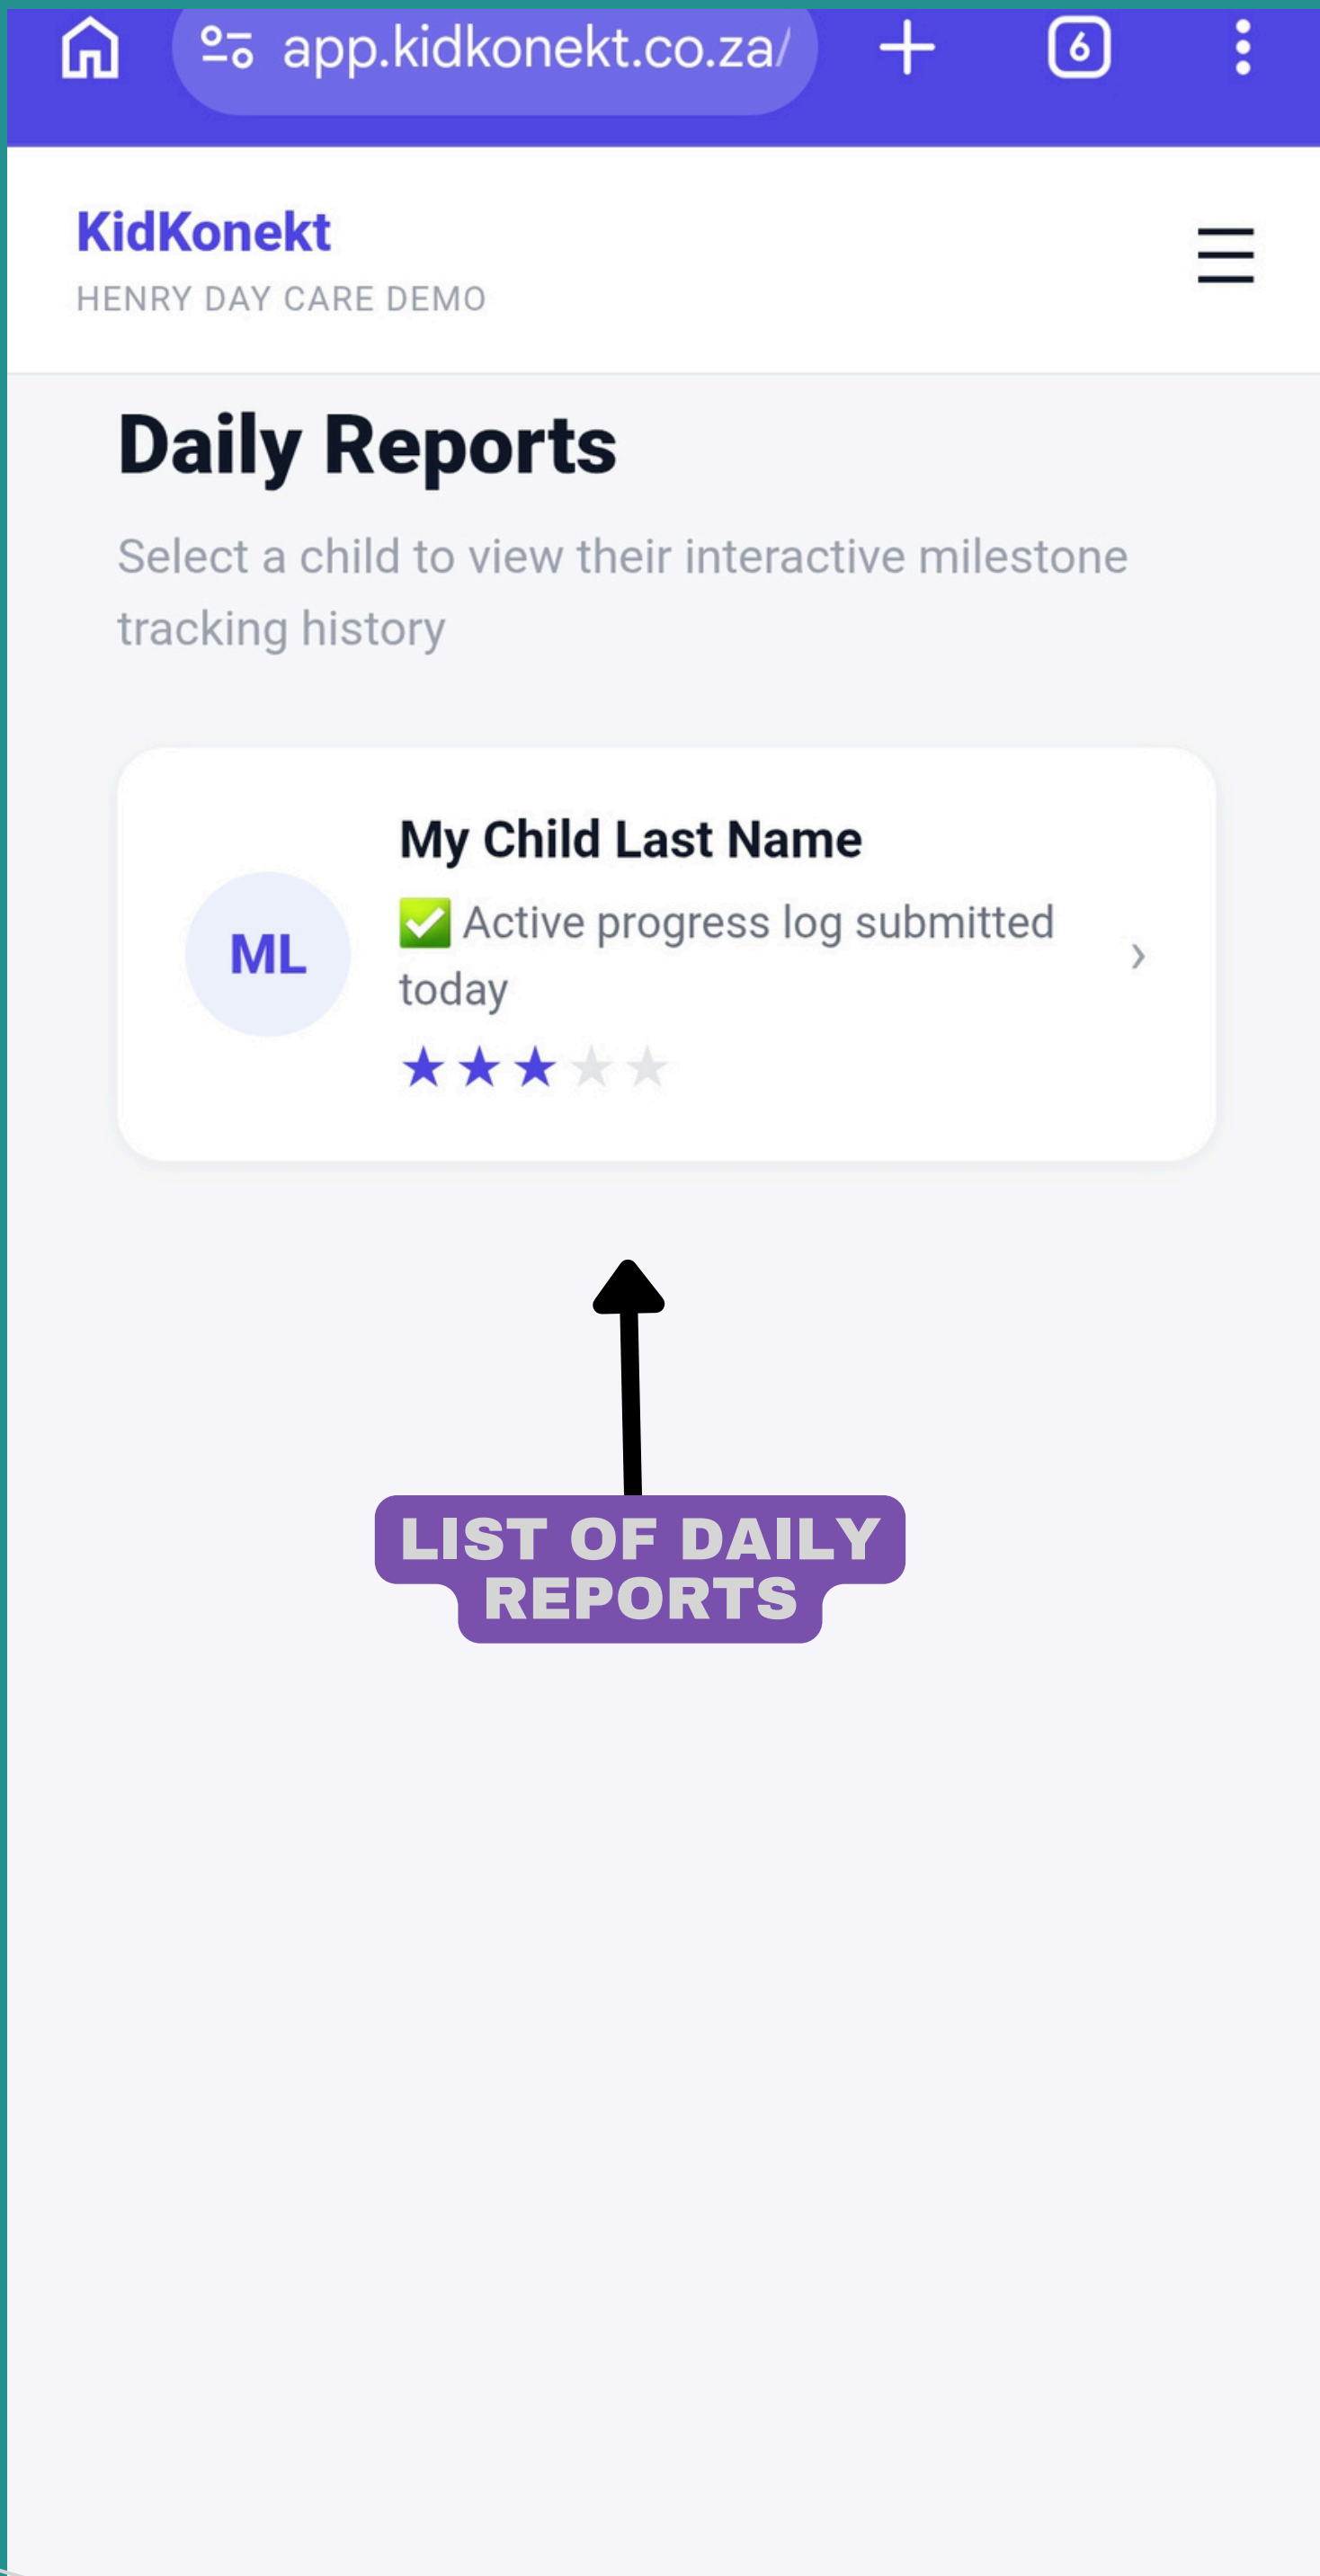 app.kidkonekt.co.za/
6
KidKonekt
HENRY DAY CARE DEMO
Daily Reports
Select a child to view their interactive milestone
tracking history
My Child Last Name
ML
✅ Active progress log submitted
today
LIST OF DAILY
REPORTS